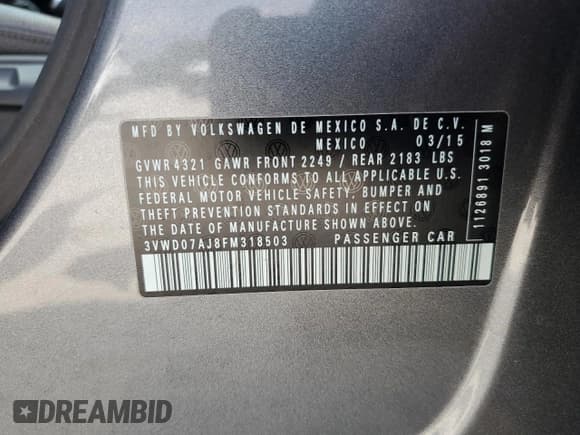 MFD BY VOLKSWAGEN DE MEXICO S.A. DE C.V.
MEXICO 03/15
GVWR 4321 GAWR FRONT 2249 / REAR 2183 LBS
THIS VEHICLE CONFORMS TO ALL APPLICABLE U.S.
FEDERAL MOTOR VEHICLE SAFETY, BUMPER AND
THEFT PREVENTION STANDARDS IN EFFECT ON
THE DATE OF MANUFACTURE SHOWN ABOVE.
3VWD07AJ8FM318503 PASSENGER CAR
1126891 3018 M
DREAMBID